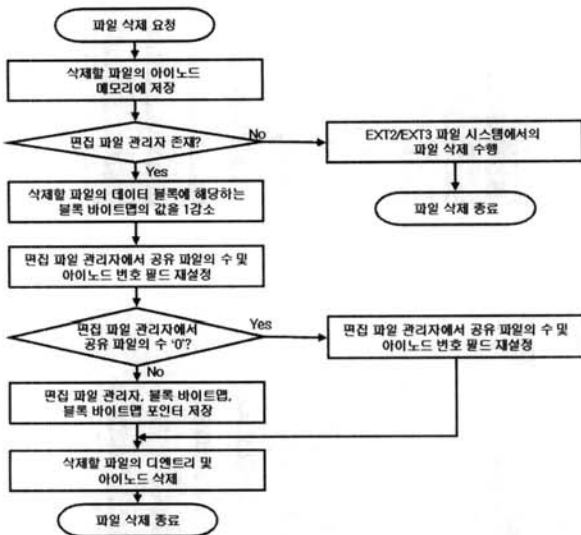 파일 삭제 요청
삭제할 파일의 아이노드
메모리에 저장
편집 파일 관리자 존재?
No
EXT2/EXT3 파일 시스템에서의
파일 삭제 수행
Yes
삭제할 파일의 데이터 블록에 해당하는
블록 바이트맵의 값을 1감소
파일 삭제 종료
편집 파일 관리자에서 공유 파일의 수 및
아이노드 번호 필드 재설정
편집 파일 관리자에서
공유 파일의 수 '0'?
Yes
편집 파일 관리자에서 공유 파일의 수 및
아이노드 번호 필드 재설정
No
편집 파일 관리자, 블록 바이트맵,
블록 바이트맵 포인터 저장
삭제할 파일의 디엔트리 및
아이노드 삭제
파일 삭제 종료